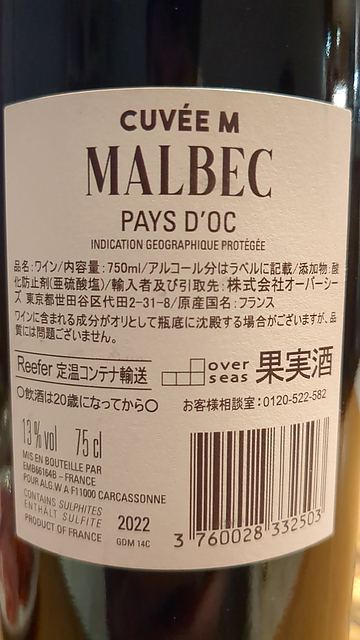 CUVÉE M
MALBEC
PAYS D'OC
INDICATION GEOGRAPHIQUE PROTÉGÉE
品名:ワイン/内容量:750ml/アルコール分はラベルに記載/添加物:酸
化防止剤(亜硫酸塩)/輸入者及び引取先:株式会社オーバーシー
ズ 東京都世田谷区代田2-31-8/原産国名:フランス
ワインに含まれる成分がオリとして瓶底に沈殿する場合がございますが、品
質には問題ございません。
Reefer 定温コンテナ輸送
over seas 果実酒
○飲酒は20歳になってから○
お客様相談室:0120-522-582
13 % vol 75 cl
MIS EN BOUTEILLE PAR
EMB66164B - FRANCE
POUR ALG.W A F11000 CARCASSONNE
CONTAINS SULPHITES
ENTHÄLT SULFITE
PRODUCT OF FRANCE
2022
GDM 14C
3 760028 332503